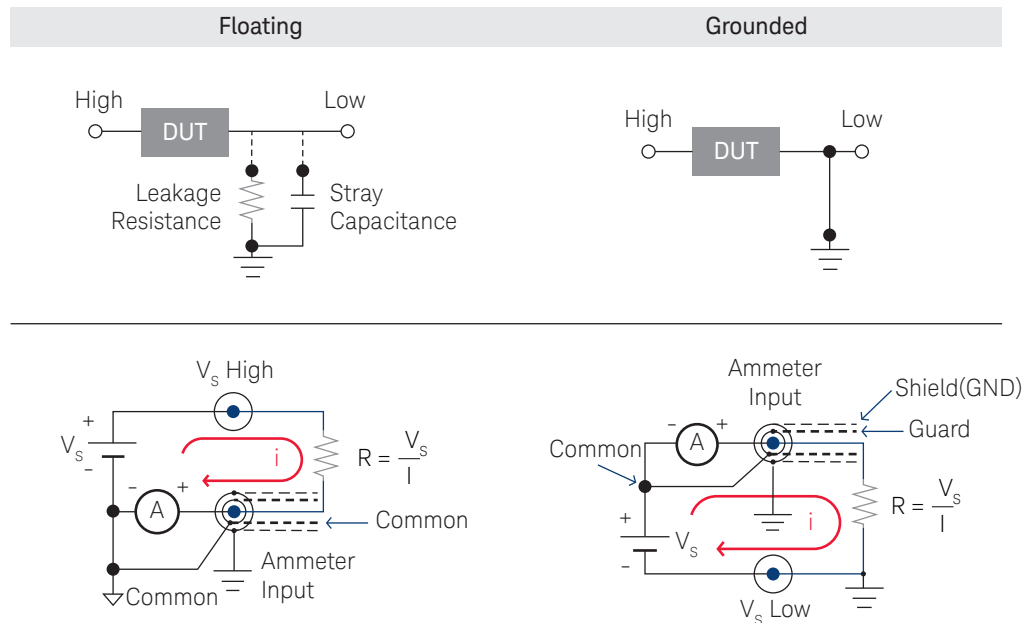 Floating
Grounded
High
DUT
Low
Leakage
Resistance
Stray
Capacitance
High
DUT
Low
V_S High
+
V_S
-
i
R = V_S / I
-
A
+
Common
Ammeter
Input
Common
Ammeter
Input
Shield(GND)
Guard
-
A
+
Common
+
V_S
-
i
R = V_S / I
V_S Low